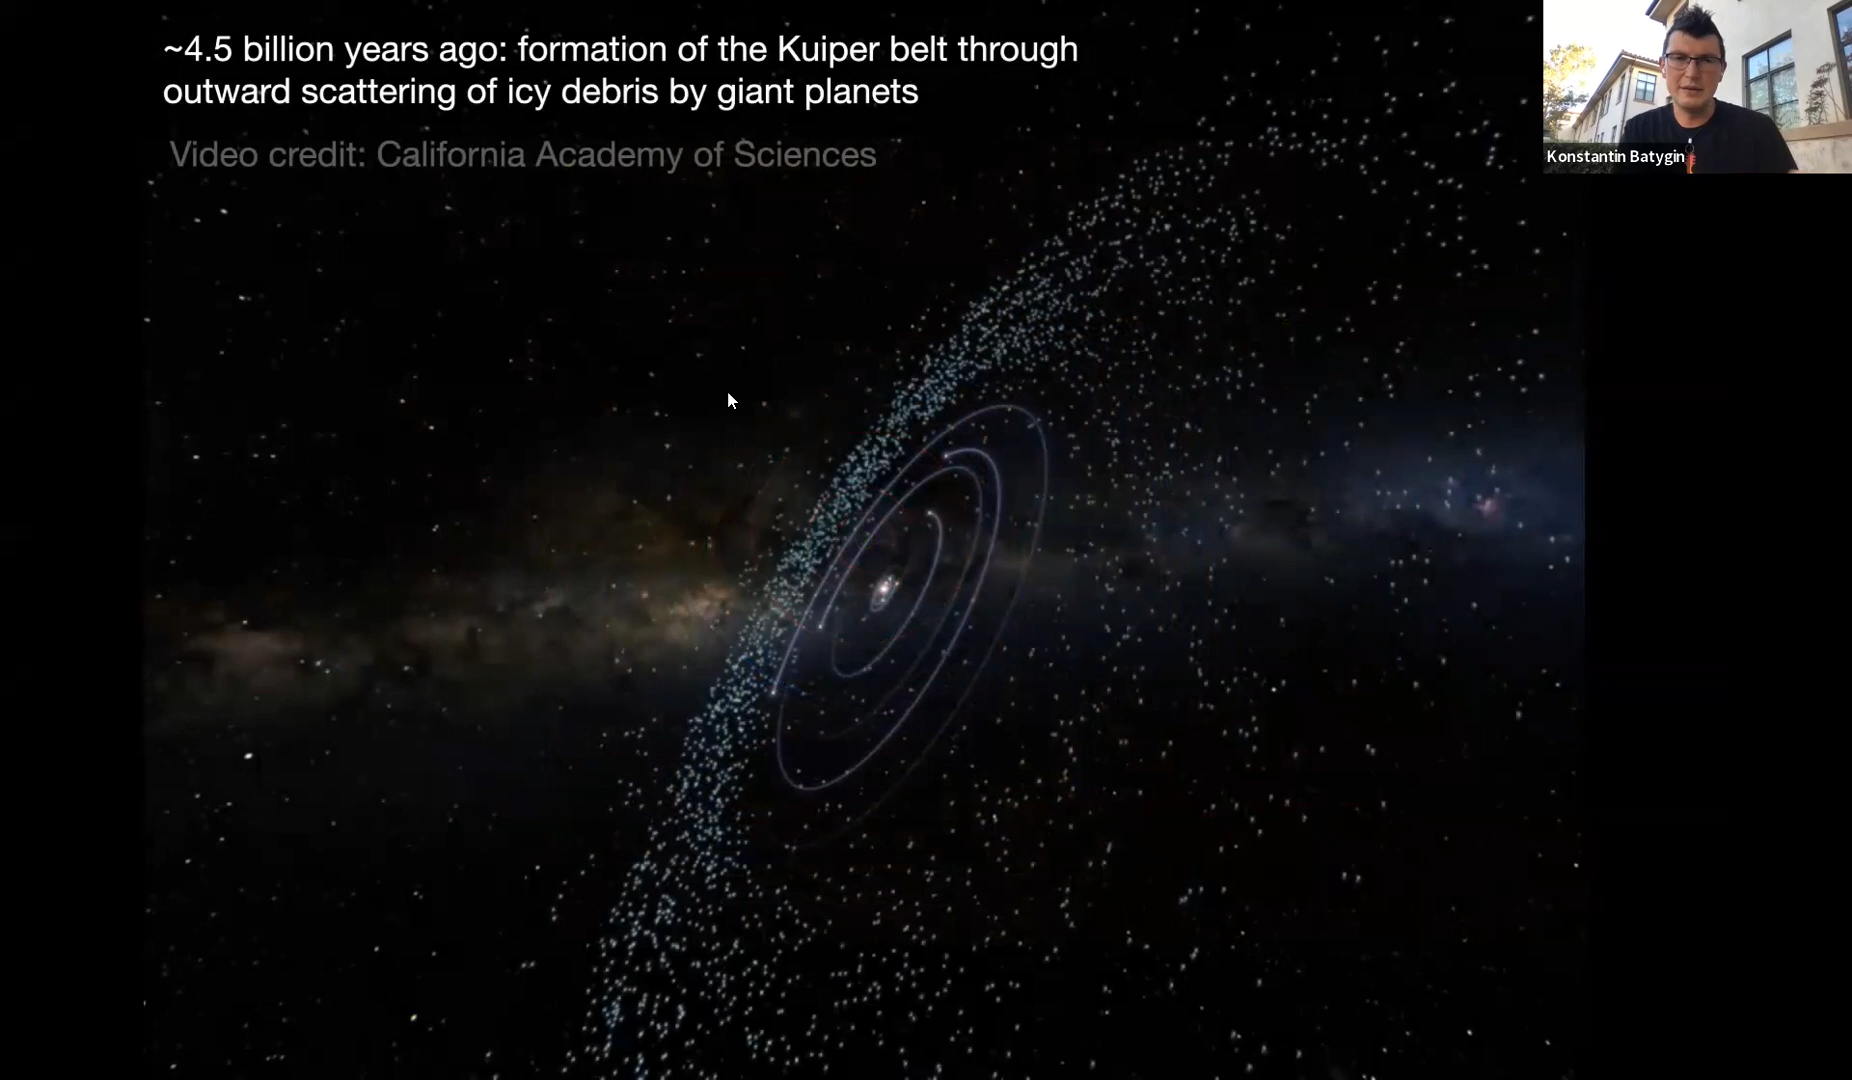 ~4.5 billion years ago: formation of the Kuiper belt through
outward scattering of icy debris by giant planets
Video credit: California Academy of Sciences
Konstantin Batygin